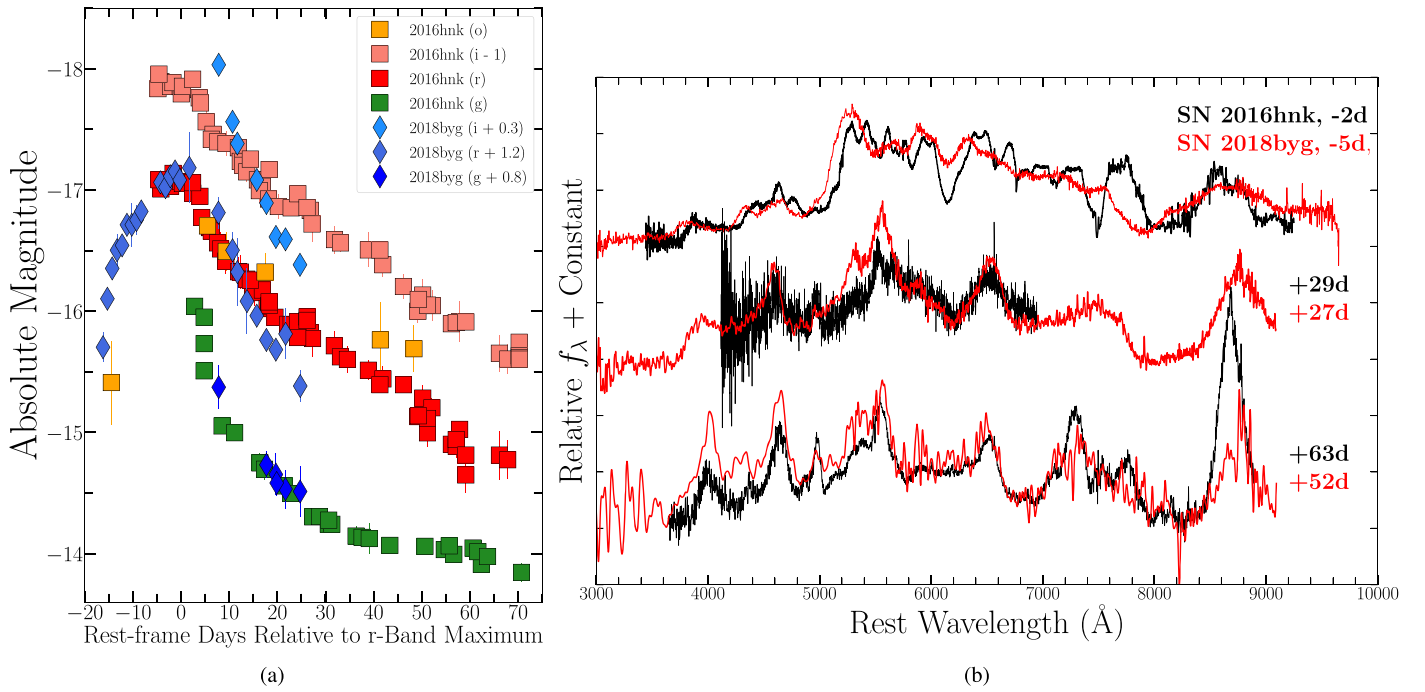 2016hnk (o)
2016hnk (i - 1)
2016hnk (r)
2016hnk (g)
2018byg (i + 0.3)
2018byg (r + 1.2)
2018byg (g + 0.8)
Absolute Magnitude
−18
−17
−16
−15
−14
−20 −10 0 10 20 30 40 50 60 70
Rest-frame Days Relative to r-Band Maximum
(a)
SN 2016hnk, -2d
SN 2018byg, -5d,
+29d
+27d
+63d
+52d
Relative fλ + Constant
3000 4000 5000 6000 7000 8000 9000 10000
Rest Wavelength (Å)
(b)